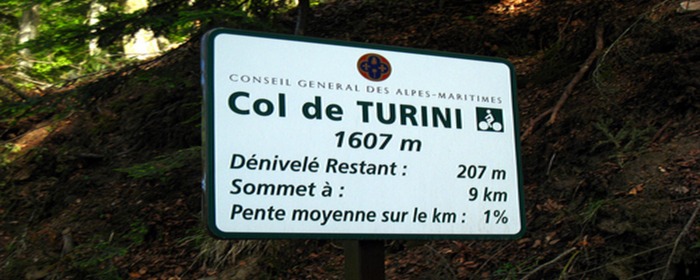 CONSEIL GENERAL DES ALPES-MARITIMES
Col de TURINI
1607 m
Dénivelé Restant : 207 m
Sommet à : 9 km
Pente moyenne sur le km : 1%